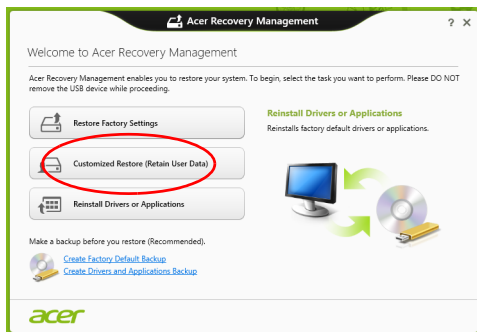 Acer Recovery Management
? X
Welcome to Acer Recovery Management
Acer Recovery Management enables you to restore your system. To begin, select the task you want to perform. Please DO NOT
remove the USB device while proceeding.
Restore Factory Settings
Customized Restore (Retain User Data)
Reinstall Drivers or Applications
Reinstall Drivers or Applications
Reinstalls factory default drivers or applications.
Make a backup before you restore (Recommended).
Create Factory Default Backup
Create Drivers and Applications Backup
acer